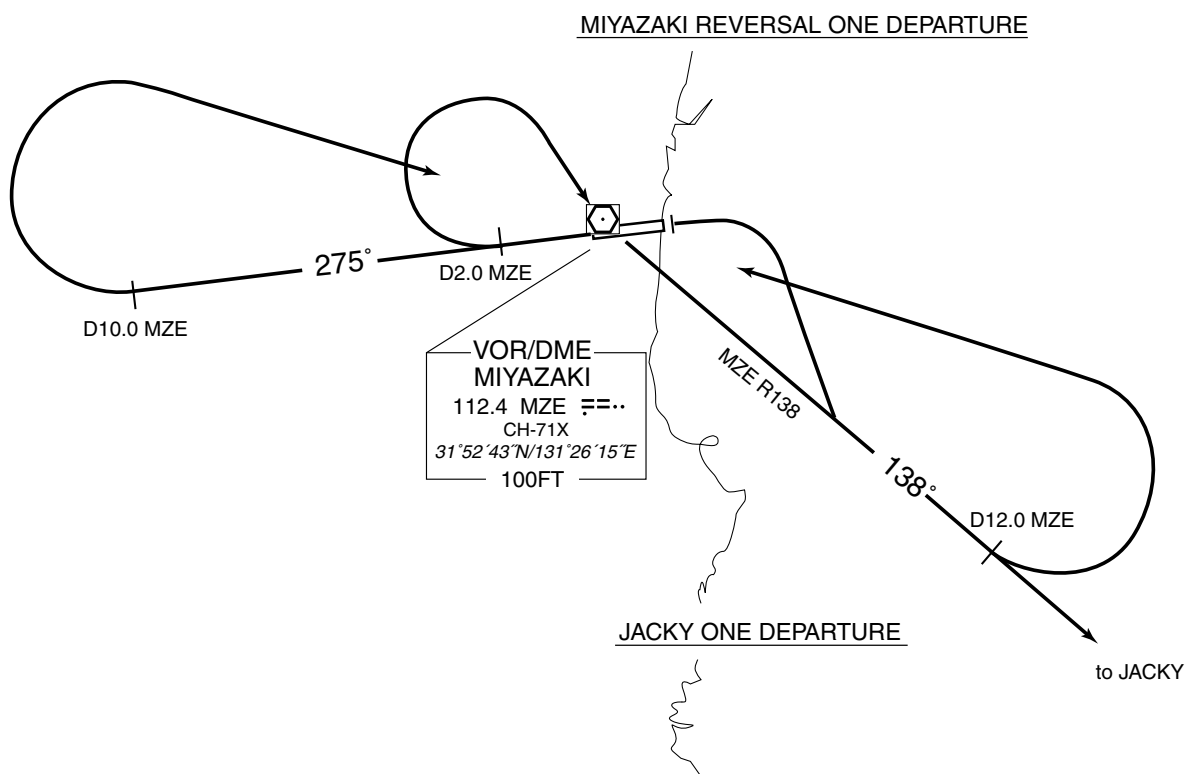 MIYAZAKI REVERSAL ONE DEPARTURE
275°
D2.0 MZE
D10.0 MZE
VOR/DME
MIYAZAKI
112.4 MZE
CH-71X
31°52´43˝N/131°26´15˝E
100FT
MZE R138
138°
D12.0 MZE
JACKY ONE DEPARTURE
to JACKY